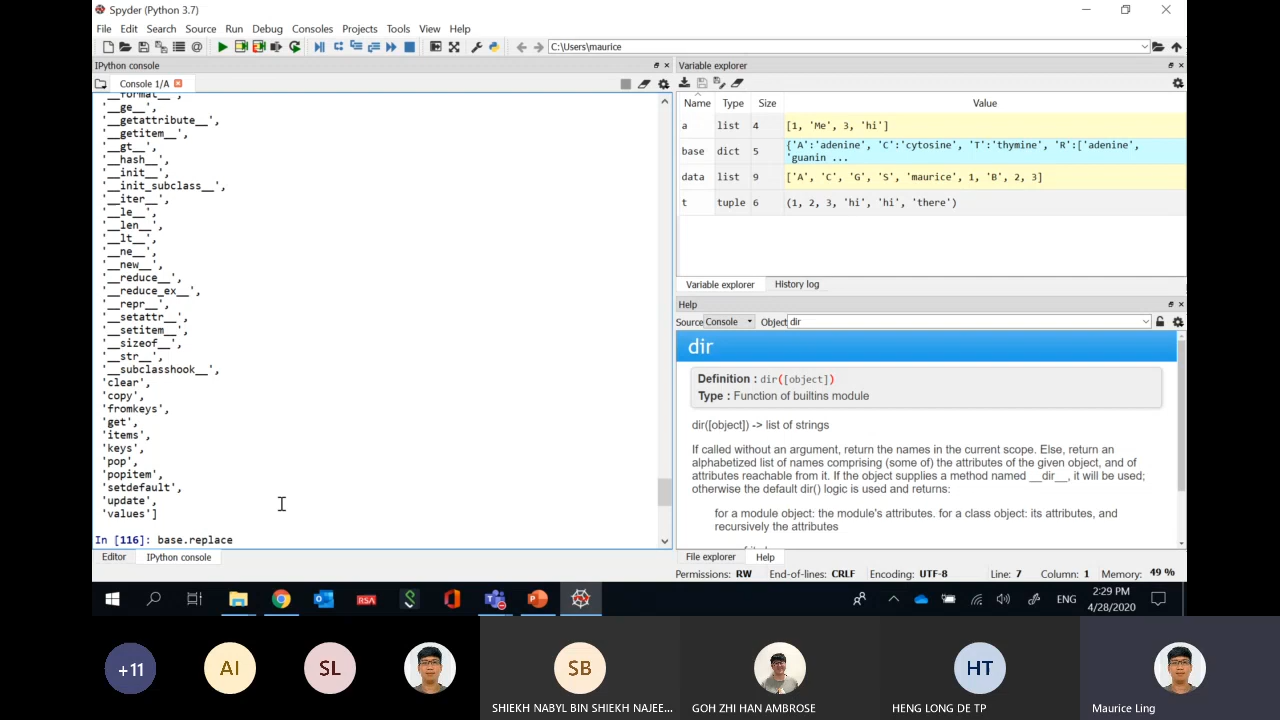 Spyder (Python 3.7)
File Edit Search Source Run Debug Consoles Projects Tools View Help
C:\Users\maurice
IPython console
Console 1/A
'__format__',
'__ge__',
'__getattribute__',
'__getitem__',
'__gt__',
'__hash__',
'__init__',
'__init_subclass__',
'__iter__',
'__le__',
'__len__',
'__lt__',
'__ne__',
'__new__',
'__reduce__',
'__reduce_ex__',
'__repr__',
'__setattr__',
'__setitem__',
'__sizeof__',
'__str__',
'__subclasshook__',
'clear',
'copy',
'fromkeys',
'get',
'items',
'keys',
'pop',
'popitem',
'setdefault',
'update',
'values']
In [116]: base.replace
Editor IPython console
Variable explorer
Name Type Size Value
a list 4 [1, 'Me', 3, 'hi']
base dict 5 {'A':'adenine', 'C':'cytosine', 'T':'thymine', 'R':['adenine',
'guanin ...
data list 9 ['A', 'C', 'G', 'S', 'maurice', 1, 'B', 2, 3]
t tuple 6 (1, 2, 3, 'hi', 'hi', 'there')
Variable explorer History log
Help
Source Console Object dir
dir
Definition : dir([object])
Type : Function of builtins module
dir([object]) -> list of strings
If called without an argument, return the names in the current scope. Else, return an
alphabetized list of names comprising (some of) the attributes of the given object, and of
attributes reachable from it. If the object supplies a method named __dir__, it will be used;
otherwise the default dir() logic is used and returns:
for a module object: the module's attributes. for a class object: its attributes, and
recursively the attributes
File explorer Help
Permissions: RW End-of-lines: CRLF Encoding: UTF-8 Line: 7 Column: 1 Memory: 49 %
RSA
ENG
2:29 PM
4/28/2020
+11
AI
SL
SB
HT
SHIEKH NABYL BIN SHIEKH NAJEE...
GOH ZHI HAN AMBROSE
HENG LONG DE TP
Maurice Ling